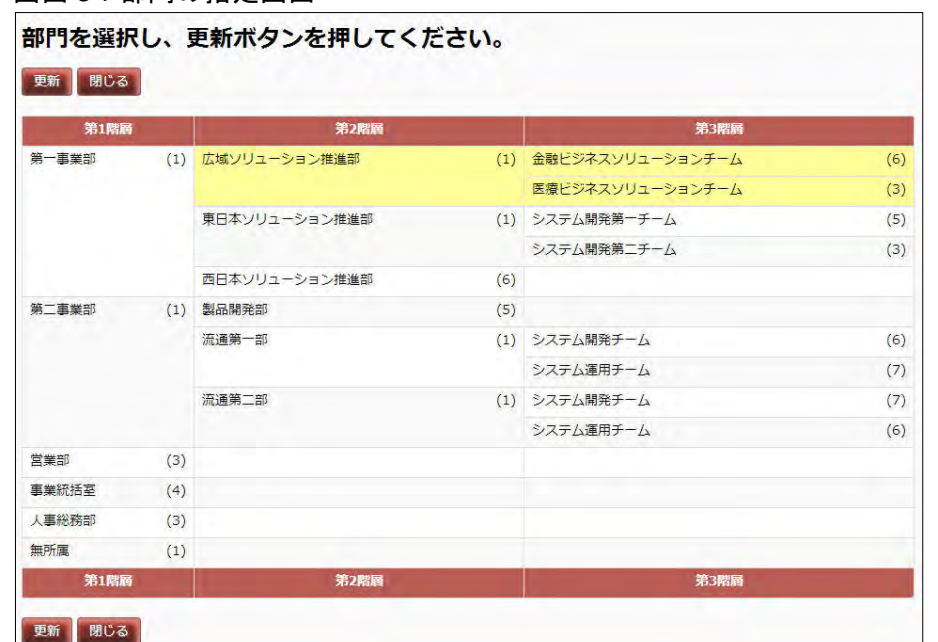 部門を選択し、更新ボタンを押してください。
更新 閉じる
第1階層 第2階層 第3階層
第一事業部 (1) 広域ソリューション推進部 (1) 金融ビジネスソリューションチーム (6)
医療ビジネスソリューションチーム (3)
東日本ソリューション推進部 (1) システム開発第一チーム (5)
システム開発第二チーム (3)
西日本ソリューション推進部 (6)
第二事業部 (1) 製品開発部 (5)
流通第一部 (1) システム開発チーム (6)
システム運用チーム (7)
流通第二部 (1) システム開発チーム (7)
システム運用チーム (6)
営業部 (3)
事業統括室 (4)
人事総務部 (3)
無所属 (1)
第1階層 第2階層 第3階層
更新 閉じる